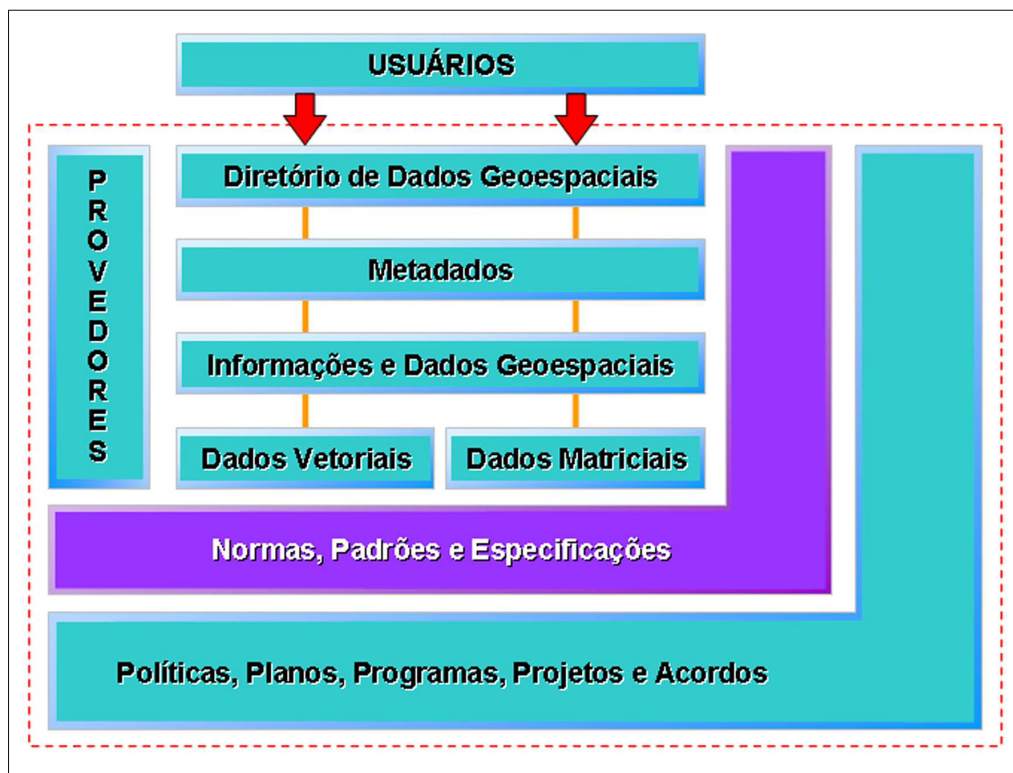 USUÁRIOS
PROVEDORES
Diretório de Dados Geoespaciais
Metadados
Informações e Dados Geoespaciais
Dados Vetoriais
Dados Matriciais
Normas, Padrões e Especificações
Políticas, Planos, Programas, Projetos e Acordos